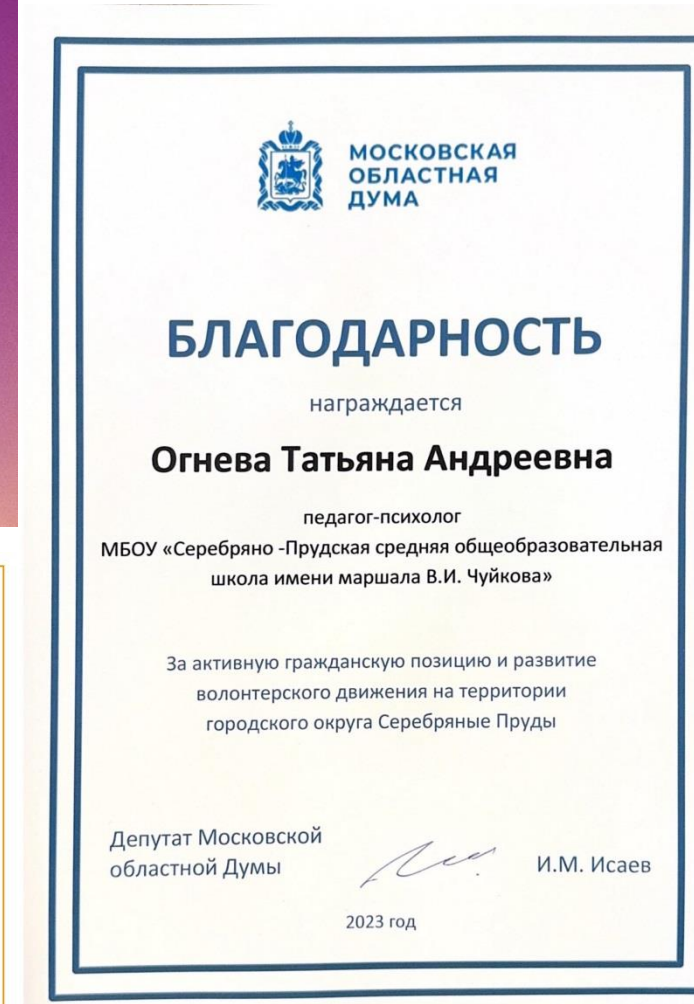 МОСКОВСКАЯ
ОБЛАСТНАЯ
ДУМА
БЛАГОДАРНОСТЬ
награждается
Огнева Татьяна Андреевна
педагог-психолог
МБОУ «Серебряно -Прудская средняя общеобразовательная
школа имени маршала В.И. Чуйкова»
За активную гражданскую позицию и развитие
волонтерского движения на территории
городского округа Серебряные Пруды
Депутат Московской
областной Думы
И.М. Исаев
2023 год